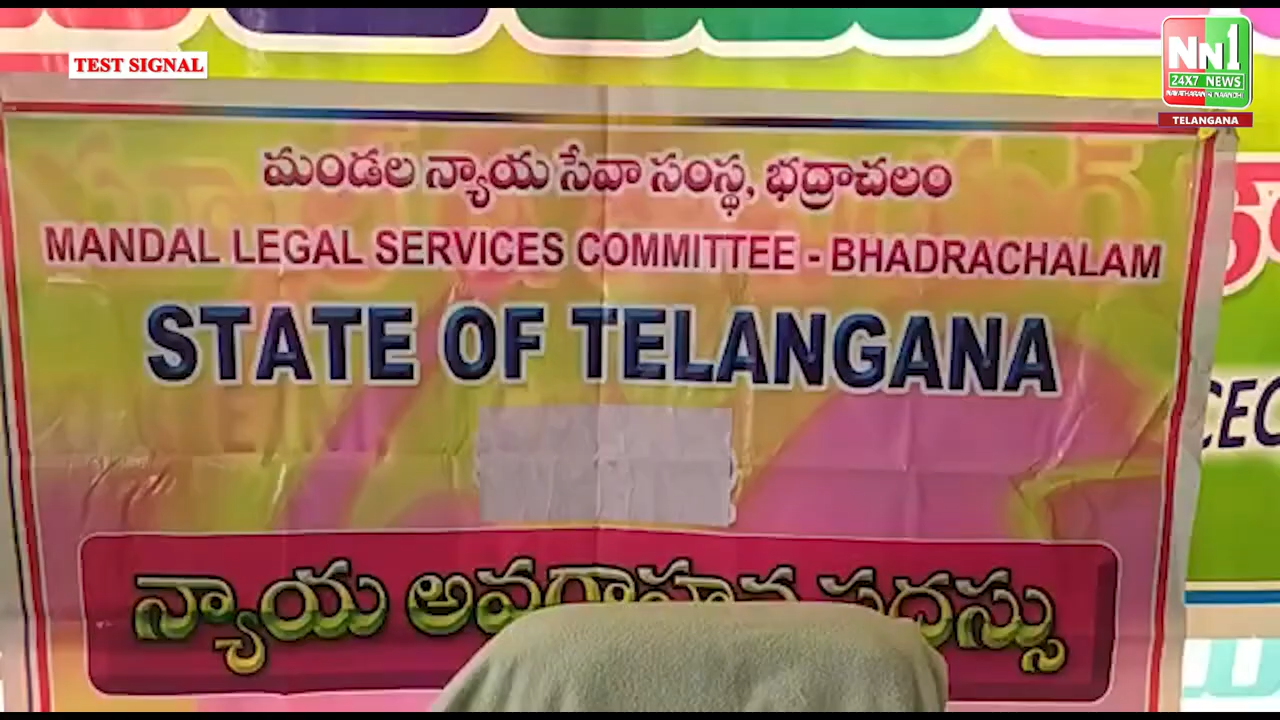 TEST SIGNAL
NN1
24X7 NEWS
TELANGANA
మండల న్యాయ సేవా సంస్థ, భద్రాచలం
MANDAL LEGAL SERVICES COMMITTEE - BHADRACHALAM
STATE OF TELANGANA
న్యాయ అవగాహన సదస్సు